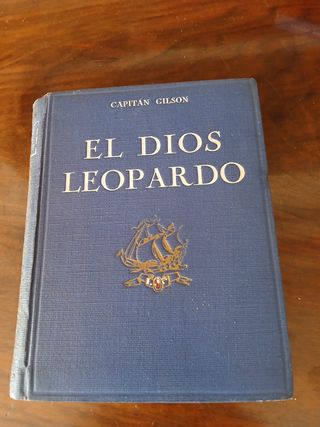 CAPITÁN GILSON
EL DIOS
LEOPARDO